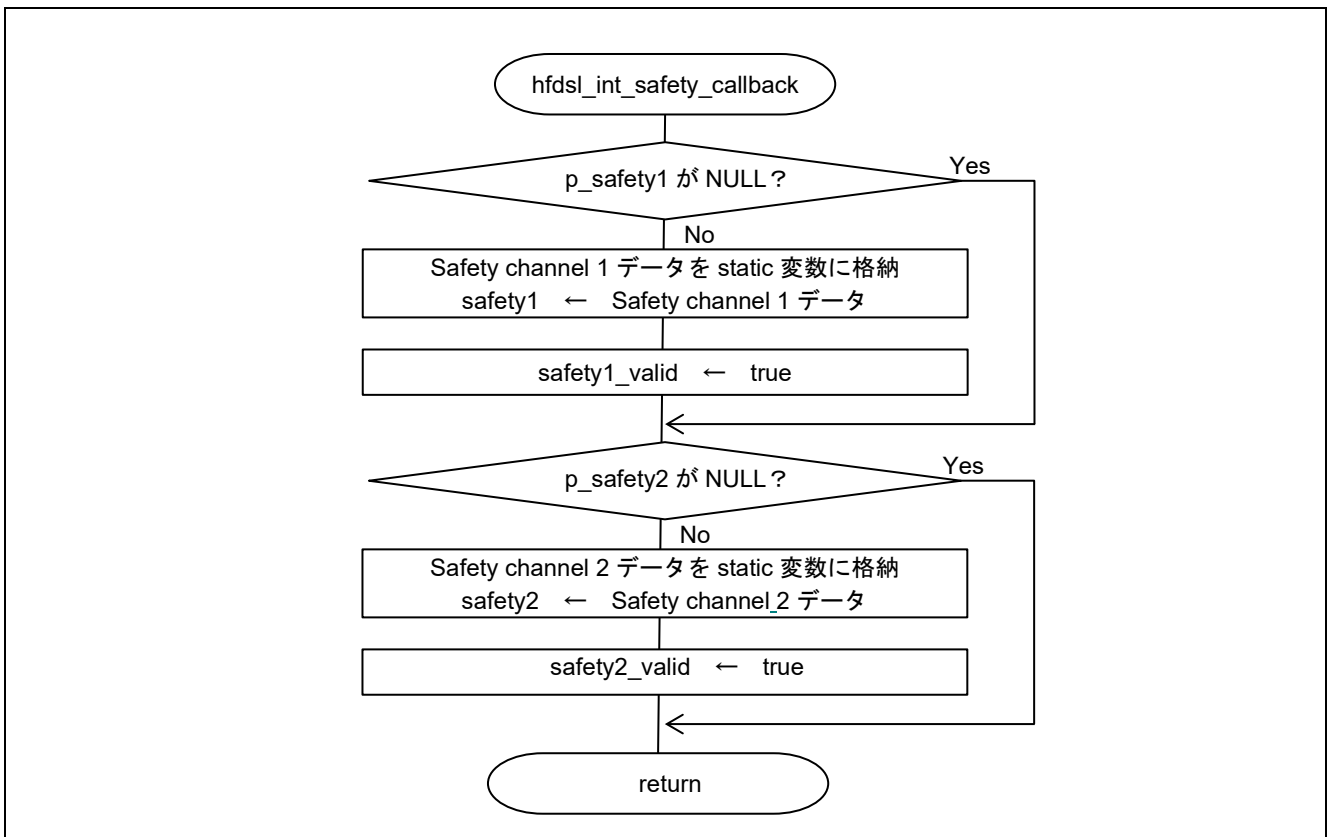 hfdsl_int_safety_callback
p_safety1 が NULL？
Yes
No
Safety channel 1 データを static 変数に格納
safety1 ← Safety channel 1 データ
safety1_valid ← true
p_safety2 が NULL？
Yes
No
Safety channel 2 データを static 変数に格納
safety2 ← Safety channel 2 データ
safety2_valid ← true
return